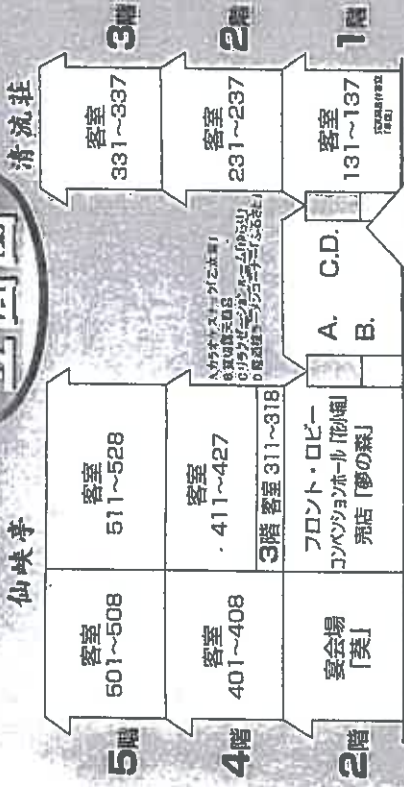 仙峡亭
5階
客室
501～508
客室
511～528
4階
客室
401～408
客室
411～427
3階 客室 311～318
2階
宴会場
「葵」
フロント・ロビー
コンベンションホール「花小箱」
売店「夢の森」
A.
B.
C.D.
清流荘
3階
客室
331～337
2階
客室
231～237
1階
客室
131～137